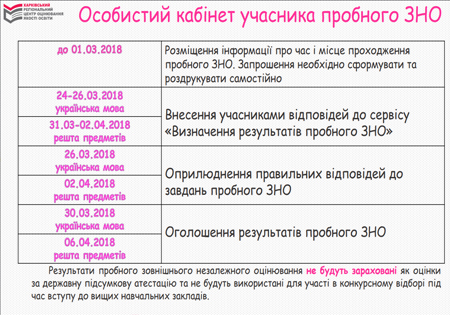 ХАРКІВСЬКИЙ
РЕГІОНАЛЬНИЙ
ЦЕНТР ОЦІНЮВАННЯ
ЯКОСТІ ОСВІТИ
Особистий кабінет учасника пробного ЗНО
до 01.03.2018
Розміщення інформації про час і місце проходження
пробного ЗНО. Запрошення необхідно сформувати та
роздрукувати самостійно
24-26.03.2018
українська мова
31.03-02.04.2018
решта предметів
Внесення учасниками відповідей до сервісу
«Визначення результатів пробного ЗНО»
26.03.2018
українська мова
02.04.2018
решта предметів
Оприлюднення правильних відповідей до
завдань пробного ЗНО
30.03.2018
українська мова
06.04.2018
решта предметів
Оголошення результатів пробного ЗНО
Результати пробного зовнішнього незалежного оцінювання не будуть зараховані як оцінки
за державну підсумкову атестацію та не будуть використані для участі в конкурсному відборі під
час вступу до вищих навчальних закладів.